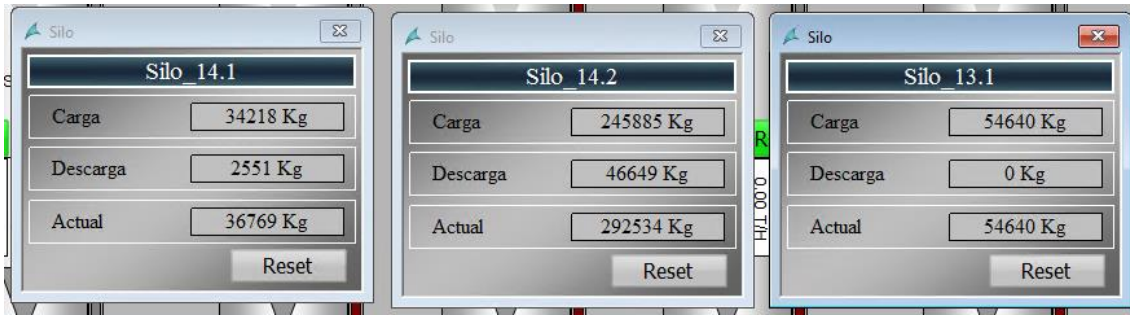 Silo
Silo_14.1
Carga 34218 Kg
Descarga 2551 Kg
Actual 36769 Kg
Reset
Silo
Silo_14.2
Carga 245885 Kg
Descarga 46649 Kg
Actual 292534 Kg
Reset
R
0,00 T/H
Silo
Silo_13.1
Carga 54640 Kg
Descarga 0 Kg
Actual 54640 Kg
Reset